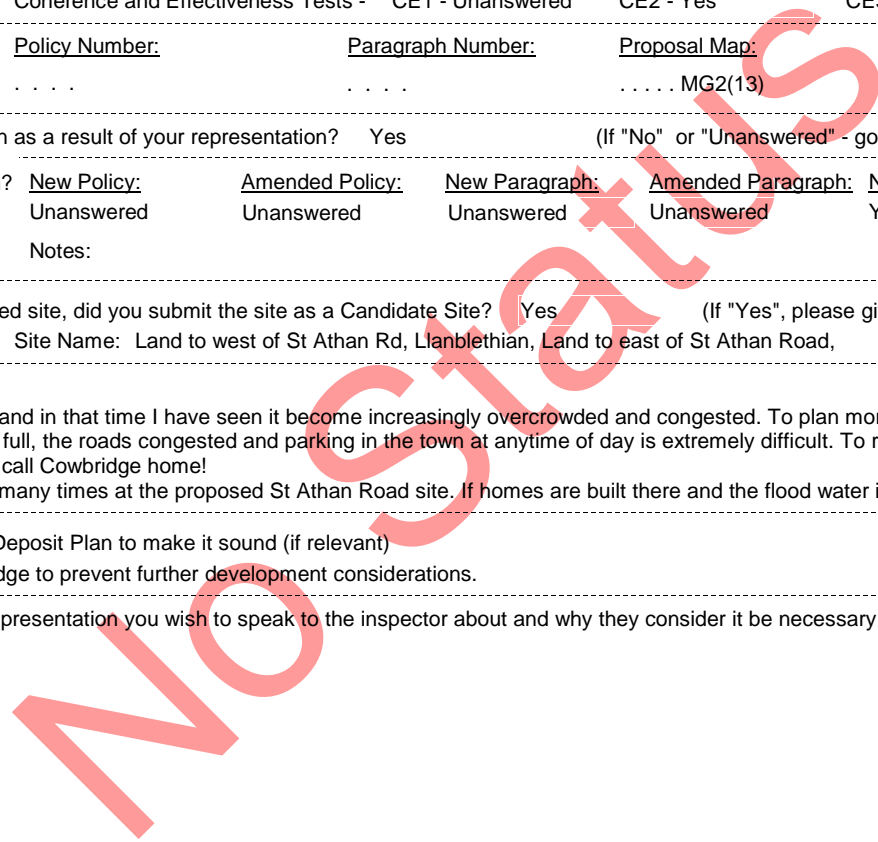 Coherence and Effectiveness Tests - CE1 - Unanswered CE2 - Yes
Policy Number: Paragraph Number: Proposal Map:
. . . . . . . . . . . . . MG2(13)
as a result of your representation? Yes (If "No" or "Unanswered" - go
? New Policy: Amended Policy: New Paragraph: Amended Paragraph:
Unanswered Unanswered Unanswered Unanswered
Notes:
ed site, did you submit the site as a Candidate Site? Yes (If "Yes", please gi
Site Name: Land to west of St Athan Rd, Llanblethian, Land to east of St Athan Road,
and in that time I have seen it become increasingly overcrowded and congested. To plan mor
full, the roads congested and parking in the town at anytime of day is extremely difficult. To r
call Cowbridge home!
many times at the proposed St Athan Road site. If homes are built there and the flood water i
Deposit Plan to make it sound (if relevant)
dge to prevent further development considerations.
presentation you wish to speak to the inspector about and why they consider it be necessary
No Status